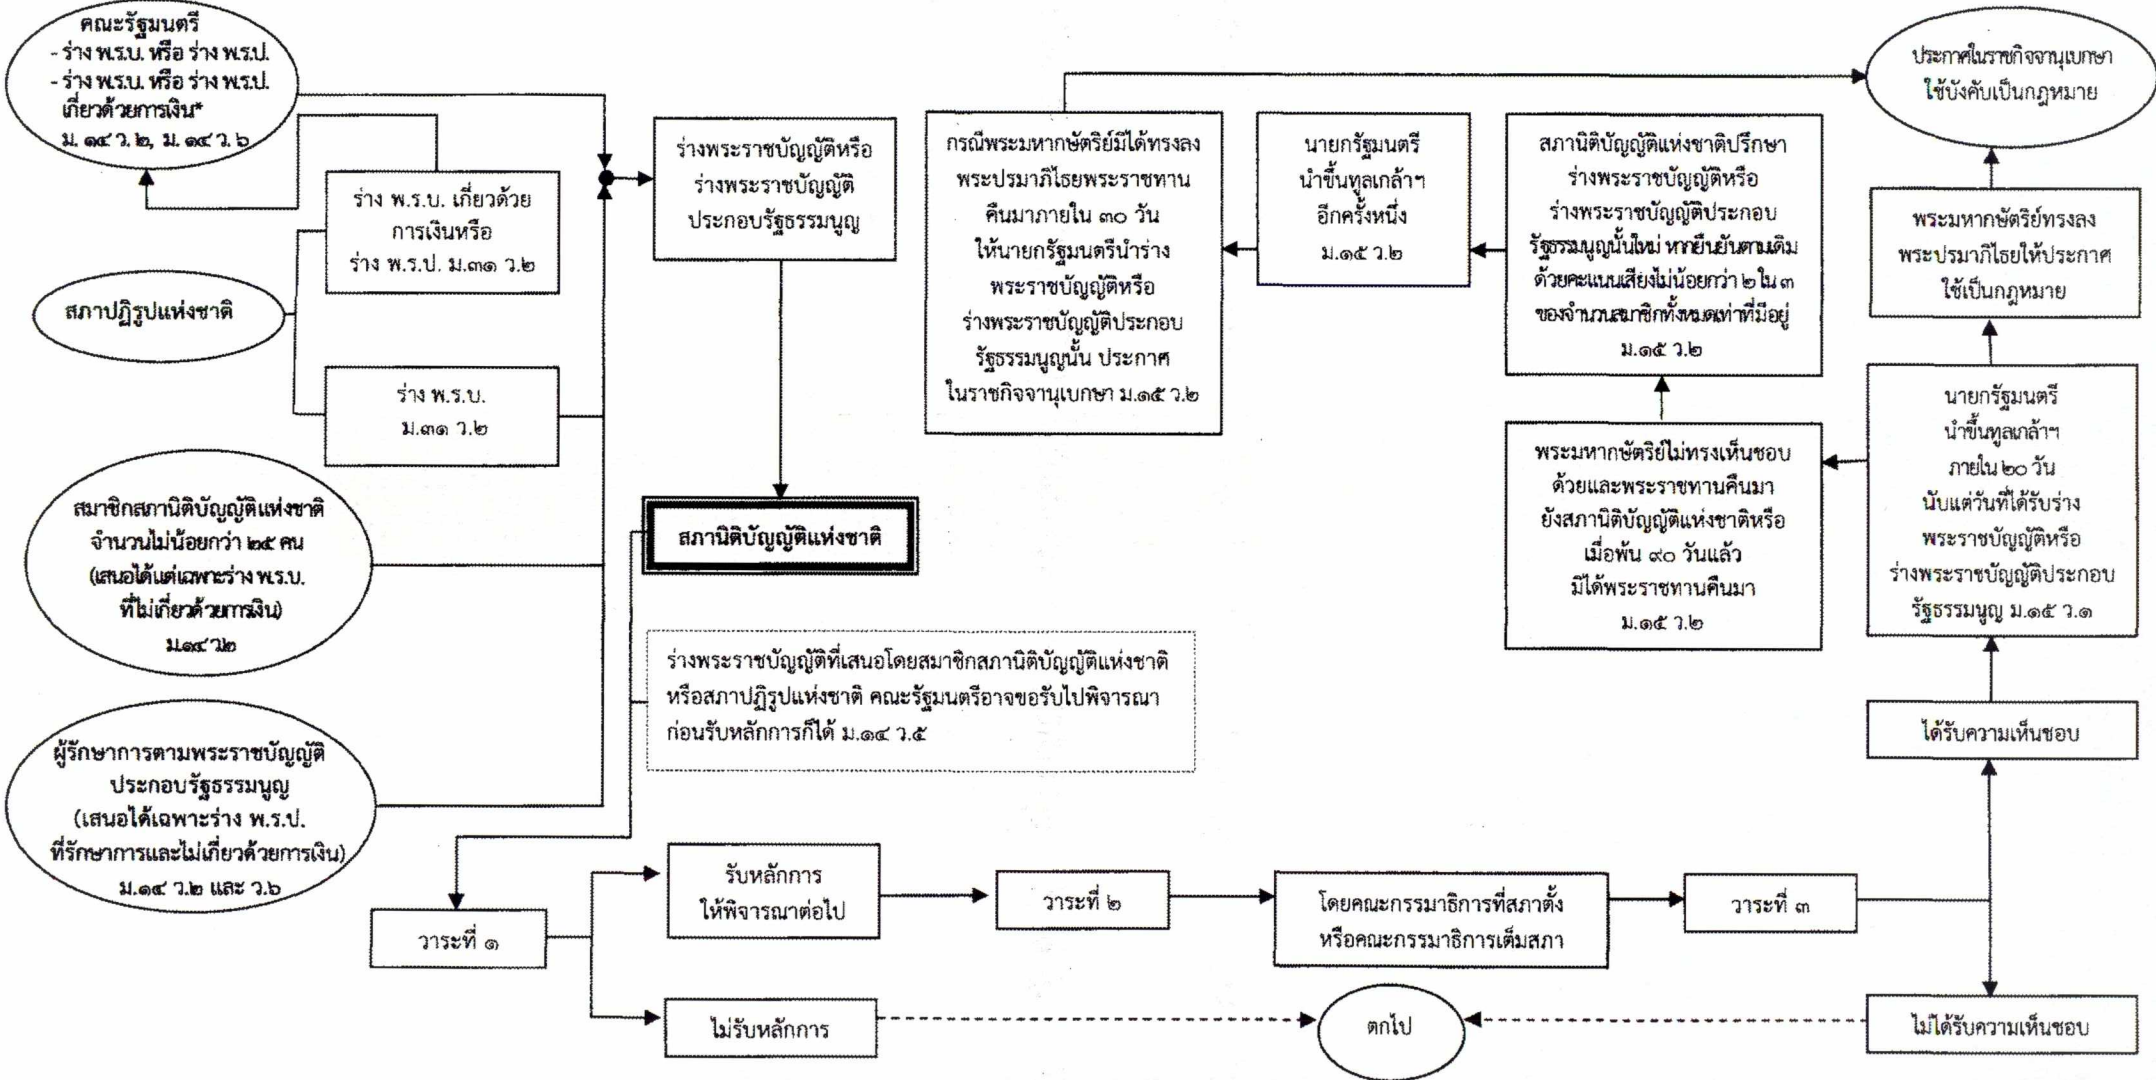 คณะรัฐมนตรี
- ร่าง พ.ร.บ. หรือ ร่าง พ.ร.ป.
- ร่าง พ.ร.บ. หรือ ร่าง พ.ร.ป.
เกี่ยวด้วยการเงิน*
ม. ๑๔ ว. ๒, ม. ๑๔ ว. ๖
ร่าง พ.ร.บ. เกี่ยวด้วย
การเงินหรือ
ร่าง พ.ร.ป. ม.๓๑ ว.๒
สภาปฏิรูปแห่งชาติ
ร่าง พ.ร.บ.
ม.๓๑ ว.๒
สมาชิกสภานิติบัญญัติแห่งชาติ
จำนวนไม่น้อยกว่า ๒๕ คน
(เสนอได้แต่เฉพาะร่าง พ.ร.บ.
ที่ไม่เกี่ยวด้วยการเงิน)
ม.๑๔ ว.๒
ผู้รักษาการตามพระราชบัญญัติ
ประกอบรัฐธรรมนูญ
(เสนอได้เฉพาะร่าง พ.ร.ป.
ที่รักษาการและไม่เกี่ยวด้วยการเงิน)
ม.๑๔ ว.๒ และ ว.๖
ร่างพระราชบัญญัติหรือ
ร่างพระราชบัญญัติ
ประกอบรัฐธรรมนูญ
สภานิติบัญญัติแห่งชาติ
ร่างพระราชบัญญัติที่เสนอโดยสมาชิกสภานิติบัญญัติแห่งชาติ
หรือสภาปฏิรูปแห่งชาติ คณะรัฐมนตรีอาจขอรับไปพิจารณา
ก่อนรับหลักการก็ได้ ม.๑๔ ว.๕
วาระที่ ๑
รับหลักการ
ให้พิจารณาต่อไป
ไม่รับหลักการ
วาระที่ ๒
โดยคณะกรรมาธิการที่สภาตั้ง
หรือคณะกรรมาธิการเต็มสภา
วาระที่ ๓
ตกไป
ไม่ได้รับความเห็นชอบ
ได้รับความเห็นชอบ
นายกรัฐมนตรี
นำขึ้นทูลเกล้าฯ
ภายใน ๒๐ วัน
นับแต่วันที่ได้รับร่าง
พระราชบัญญัติหรือ
ร่างพระราชบัญญัติประกอบ
รัฐธรรมนูญ ม.๑๕ ว.๑
พระมหากษัตริย์ทรงลง
พระปรมาภิไธยให้ประกาศ
ใช้เป็นกฎหมาย
ประกาศในราชกิจจานุเบกษา
ใช้บังคับเป็นกฎหมาย
พระมหากษัตริย์ไม่ทรงเห็นชอบ
ด้วยและพระราชทานคืนมา
ยังสภานิติบัญญัติแห่งชาติหรือ
เมื่อพ้น ๙๐ วันแล้ว
มิได้พระราชทานคืนมา
ม.๑๕ ว.๒
สภานิติบัญญัติแห่งชาติปรึกษา
ร่างพระราชบัญญัติหรือ
ร่างพระราชบัญญัติประกอบ
รัฐธรรมนูญนั้นใหม่ หากยืนยันตามเดิม
ด้วยคะแนนเสียงไม่น้อยกว่า ๒ ใน ๓
ของจำนวนสมาชิกทั้งหมดเท่าที่มีอยู่
ม.๑๕ ว.๒
นายกรัฐมนตรี
นำขึ้นทูลเกล้าฯ
อีกครั้งหนึ่ง
ม.๑๕ ว.๒
กรณีพระมหากษัตริย์มิได้ทรงลง
พระปรมาภิไธยพระราชทาน
คืนมาภายใน ๓๐ วัน
ให้นายกรัฐมนตรีนำร่าง
พระราชบัญญัติหรือ
ร่างพระราชบัญญัติประกอบ
รัฐธรรมนูญนั้น ประกาศ
ในราชกิจจานุเบกษา ม.๑๕ ว.๒